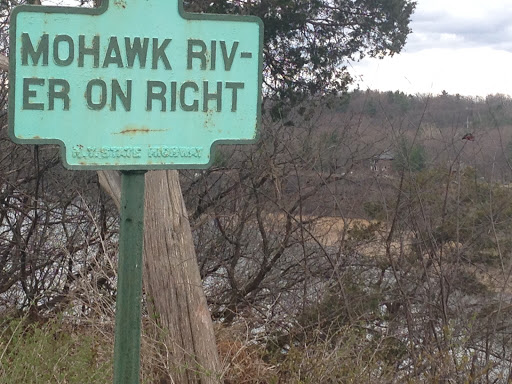 MOHAWK RIV-
ER ON RIGHT
N.Y. STATE HIGHWAY